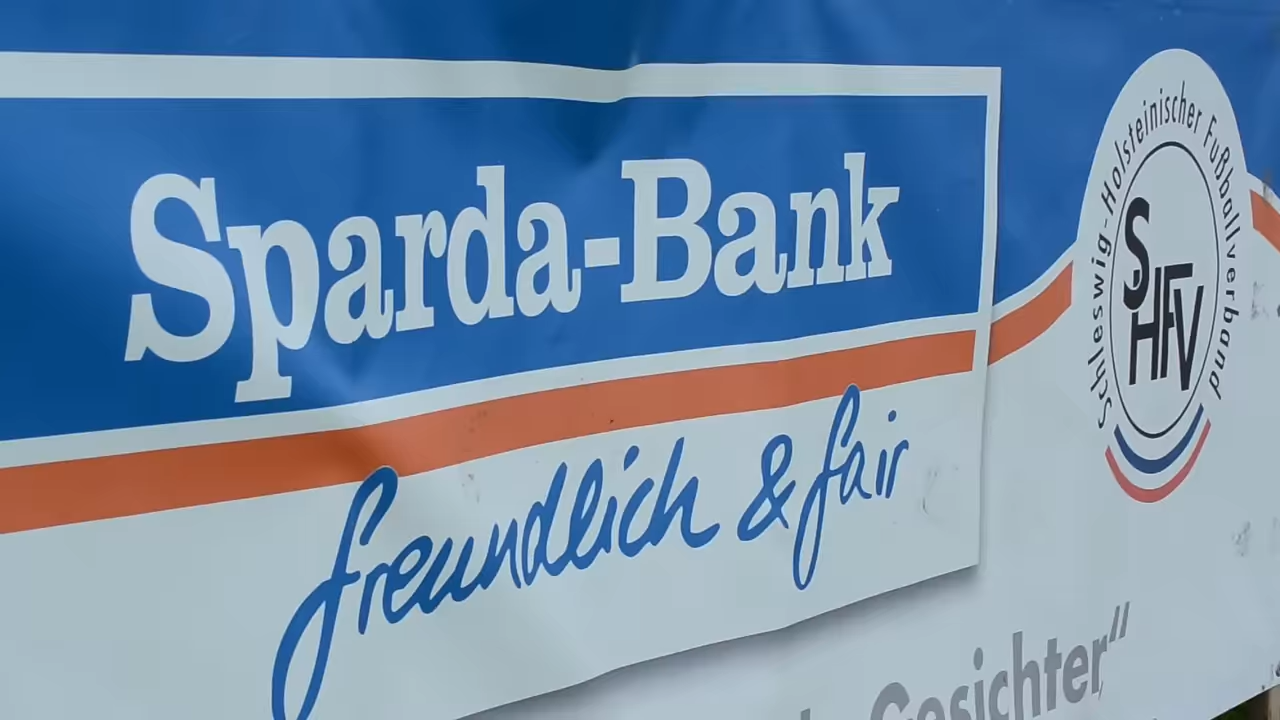 Sparda-Bank
freundlich & fair
Schleswig-Holsteinischer Fußballverband
SHFV
Gesichter“